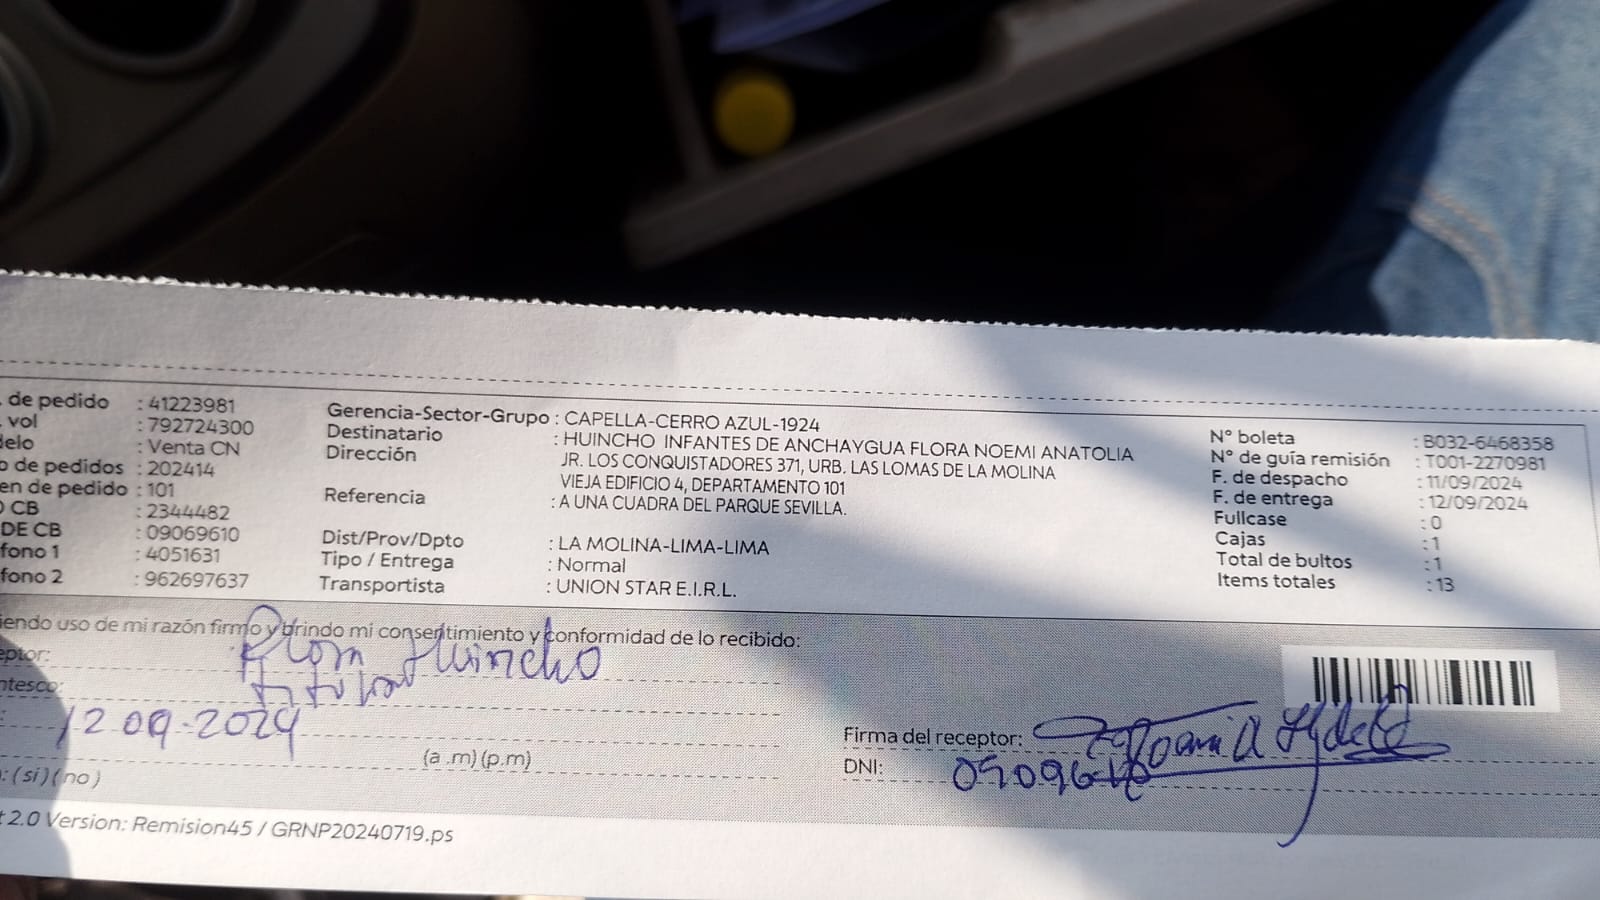 de pedido : 41223981
vol : 792724300
delo : Venta CN
o de pedidos : 202414
en de pedido : 101
O CB : 2344482
DE CB : 09069610
fono 1 : 4051631
fono 2 : 962697637
Gerencia-Sector-Grupo : CAPELLA-CERRO AZUL-1924
Destinatario : HUINCHO INFANTES DE ANCHAYGUA FLORA NOEMI ANATOLIA
Dirección JR. LOS CONQUISTADORES 371, URB. LAS LOMAS DE LA MOLINA
VIEJA EDIFICIO 4, DEPARTAMENTO 101
Referencia : A UNA CUADRA DEL PARQUE SEVILLA.
Dist/Prov/Dpto : LA MOLINA-LIMA-LIMA
Tipo / Entrega : Normal
Transportista : UNION STAR E.I.R.L.
N° boleta : B032-6468358
N° de guía remisión : T001-2270981
F. de despacho : 11/09/2024
F. de entrega : 12/09/2024
Fullcase : 0
Cajas : 1
Total de bultos : 1
Items totales : 13
iendo uso de mi razón firmo y brindo mi consentimiento y conformidad de lo recibido:
eptor: Flora Huincho
ntesco: titular
: 12 09-2024
(a .m) (p.m)
: (si) (no)
Firma del receptor:
DNI:
t 2.0 Version: Remision45 / GRNP20240719.ps